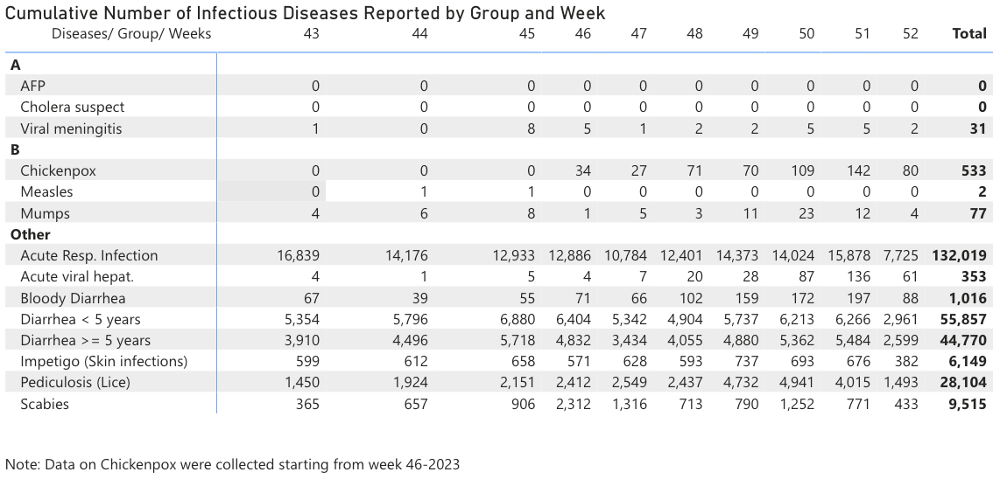 Cumulative Number of Infectious Diseases Reported by Group and Week
Diseases/ Group/ Weeks 43 44 45 46 47 48 49 50 51 52 Total
A
AFP 0 0 0 0 0 0 0 0 0 0 0
Cholera suspect 0 0 0 0 0 0 0 0 0 0 0
Viral meningitis 1 0 8 5 1 2 2 5 5 2 31
B
Chickenpox 0 0 0 34 27 71 70 109 142 80 533
Measles 0 1 1 0 0 0 0 0 0 0 2
Mumps 4 6 8 1 5 3 11 23 12 4 77
Other
Acute Resp. Infection 16,839 14,176 12,933 12,886 10,784 12,401 14,373 14,024 15,878 7,725 132,019
Acute viral hepat. 4 1 5 4 7 20 28 87 136 61 353
Bloody Diarrhea 67 39 55 71 66 102 159 172 197 88 1,016
Diarrhea < 5 years 5,354 5,796 6,880 6,404 5,342 4,904 5,737 6,213 6,266 2,961 55,857
Diarrhea >= 5 years 3,910 4,496 5,718 4,832 3,434 4,055 4,880 5,362 5,484 2,599 44,770
Impetigo (Skin infections) 599 612 658 571 628 593 737 693 676 382 6,149
Pediculosis (Lice) 1,450 1,924 2,151 2,412 2,549 2,437 4,732 4,941 4,015 1,493 28,104
Scabies 365 657 906 2,312 1,316 713 790 1,252 771 433 9,515
Note: Data on Chickenpox were collected starting from week 46-2023